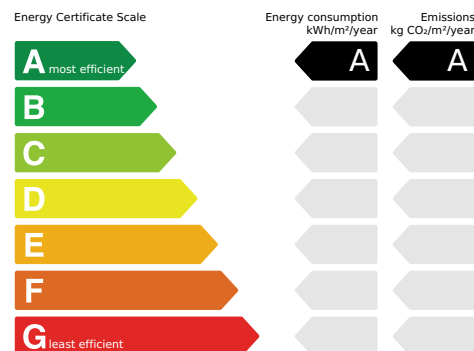 Energy Certificate Scale
Energy consumption
kWh/m²/year
Emissions
kg CO₂/m²/year
A most efficient
A
A
B
C
D
E
F
G least efficient